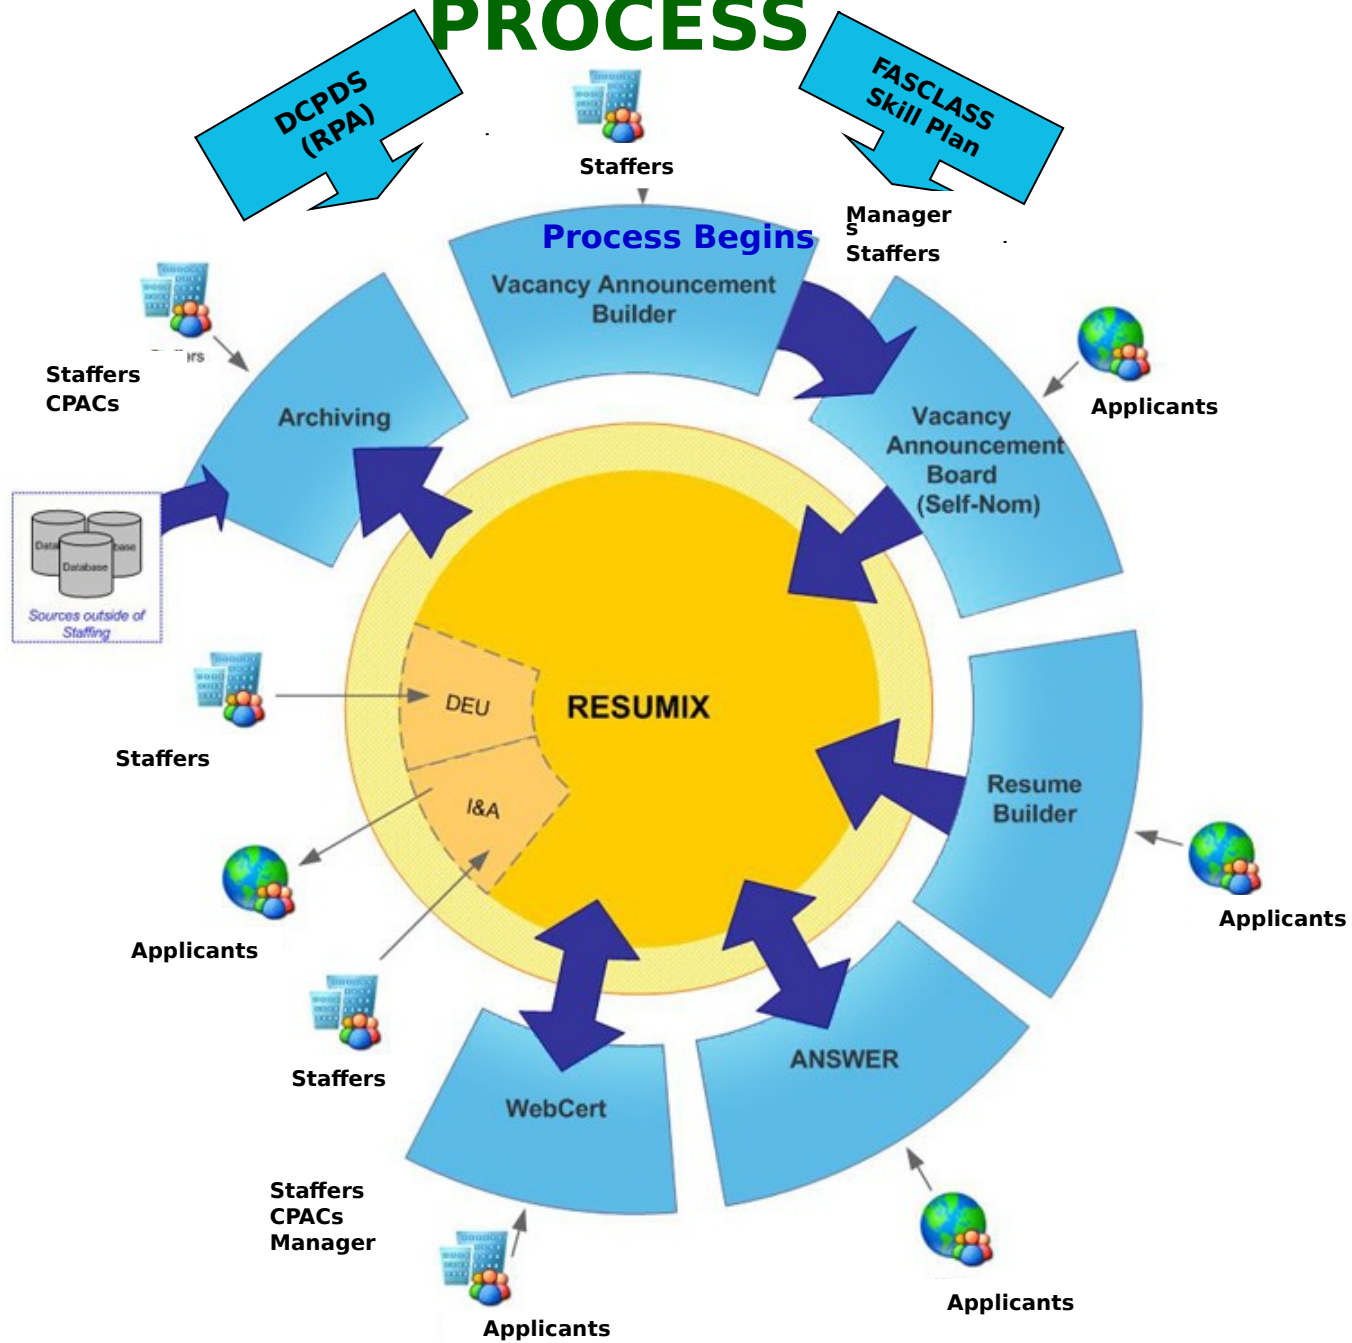 PROCESS
DCPDS
(RPA)
FASCLASS
Skill Plan
Staffers
Process Begins
Manager
s
Staffers
Vacancy Announcement
Builder
Applicants
Staffers
CPACs
Archiving
Vacancy
Announcement
Board
(Self-Nom)
Database
Sources outside of
Staffing
DEU
RESUMIX
Staffers
I&A
Resume
Builder
Applicants
Applicants
Staffers
ANSWER
WebCert
Staffers
CPACs
Manager
Applicants
Applicants